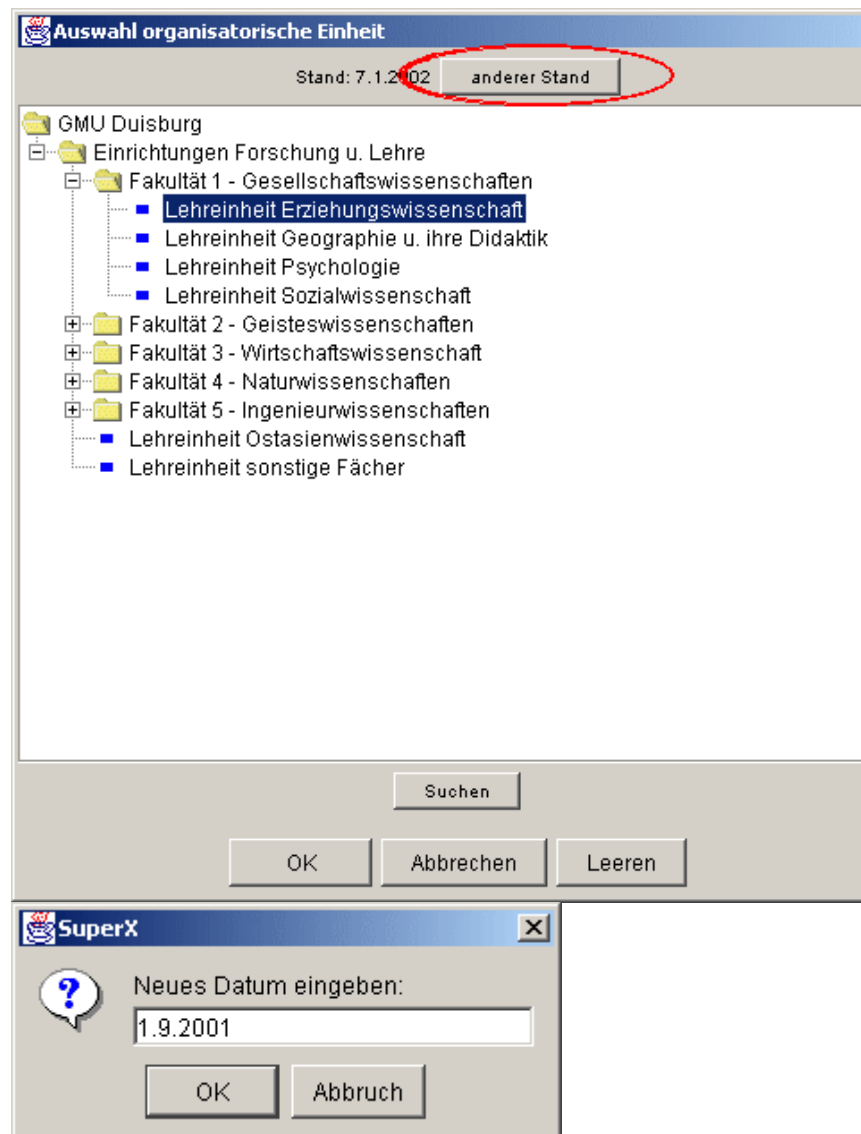 Auswahl organisatorische Einheit
Stand: 7.1.2002 anderer Stand
GMU Duisburg
Einrichtungen Forschung u. Lehre
Fakultät 1 - Gesellschaftswissenschaften
Lehreinheit Erziehungswissenschaft
Lehreinheit Geographie u. ihre Didaktik
Lehreinheit Psychologie
Lehreinheit Sozialwissenschaft
Fakultät 2 - Geisteswissenschaften
Fakultät 3 - Wirtschaftswissenschaft
Fakultät 4 - Naturwissenschaften
Fakultät 5 - Ingenieurwissenschaften
Lehreinheit Ostasienwissenschaft
Lehreinheit sonstige Fächer
Suchen
OK Abbrechen Leeren
SuperX
Neues Datum eingeben:
1.9.2001
OK Abbruch